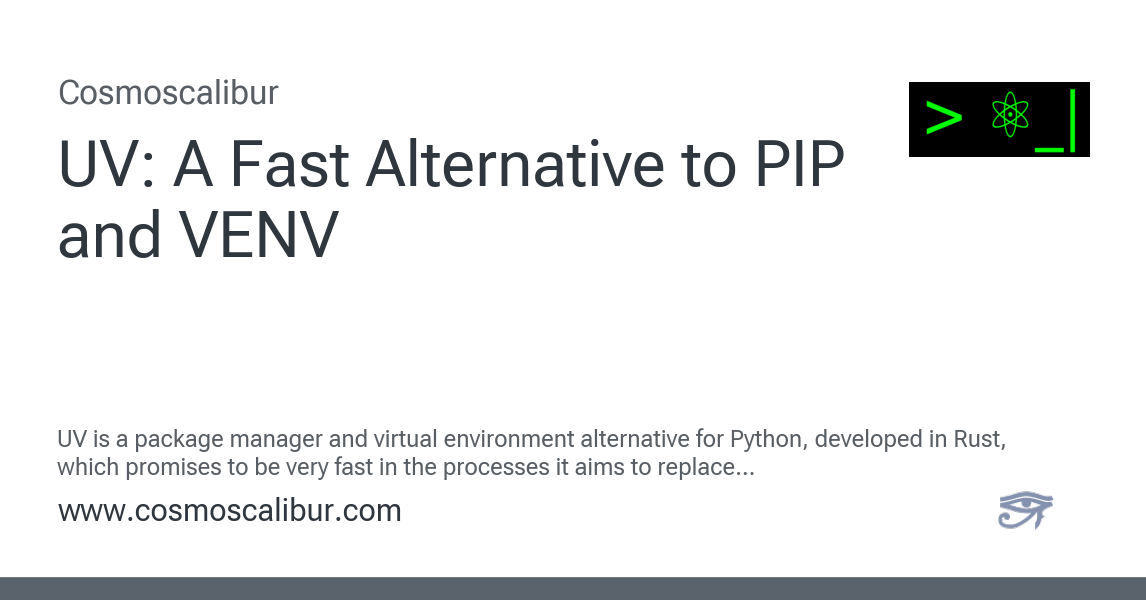 Cosmoscalibur
UV: A Fast Alternative to PIP
and VENV
UV is a package manager and virtual environment alternative for Python, developed in Rust,
which promises to be very fast in the processes it aims to replace...
www.cosmoscalibur.com